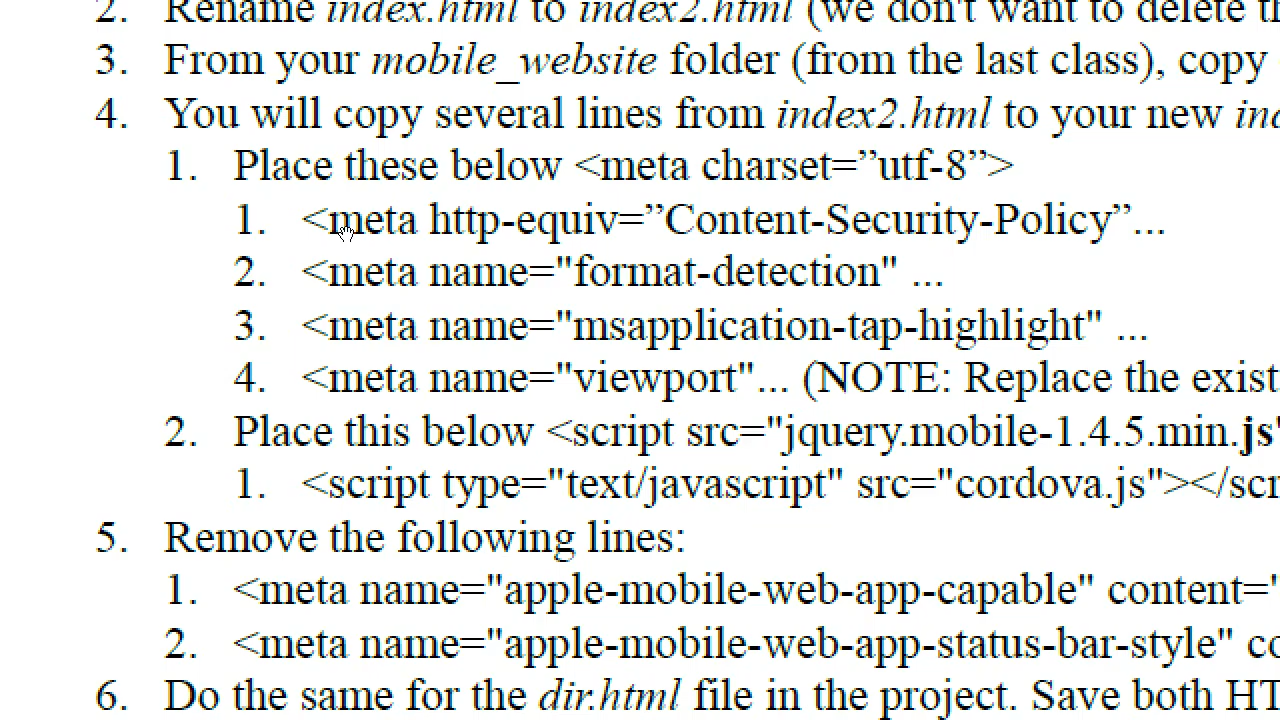 2. Rename index.html to index2.html (we don't want to delete
3. From your mobile_website folder (from the last class), copy
4. You will copy several lines from index2.html to your new
1. Place these below <meta charset=”utf-8”>
1. <meta http-equiv=”Content-Security-Policy”...
2. <meta name="format-detection" ...
3. <meta name="msapplication-tap-highlight" ...
4. <meta name="viewport"... (NOTE: Replace the
2. Place this below <script src="jquery.mobile-1.4.5.min.js"
1. <script type="text/javascript" src="cordova.js"></scr
5. Remove the following lines:
1. <meta name="apple-mobile-web-app-capable" content="
2. <meta name="apple-mobile-web-app-status-bar-style"
6. Do the same for the dir.html file in the project. Save both